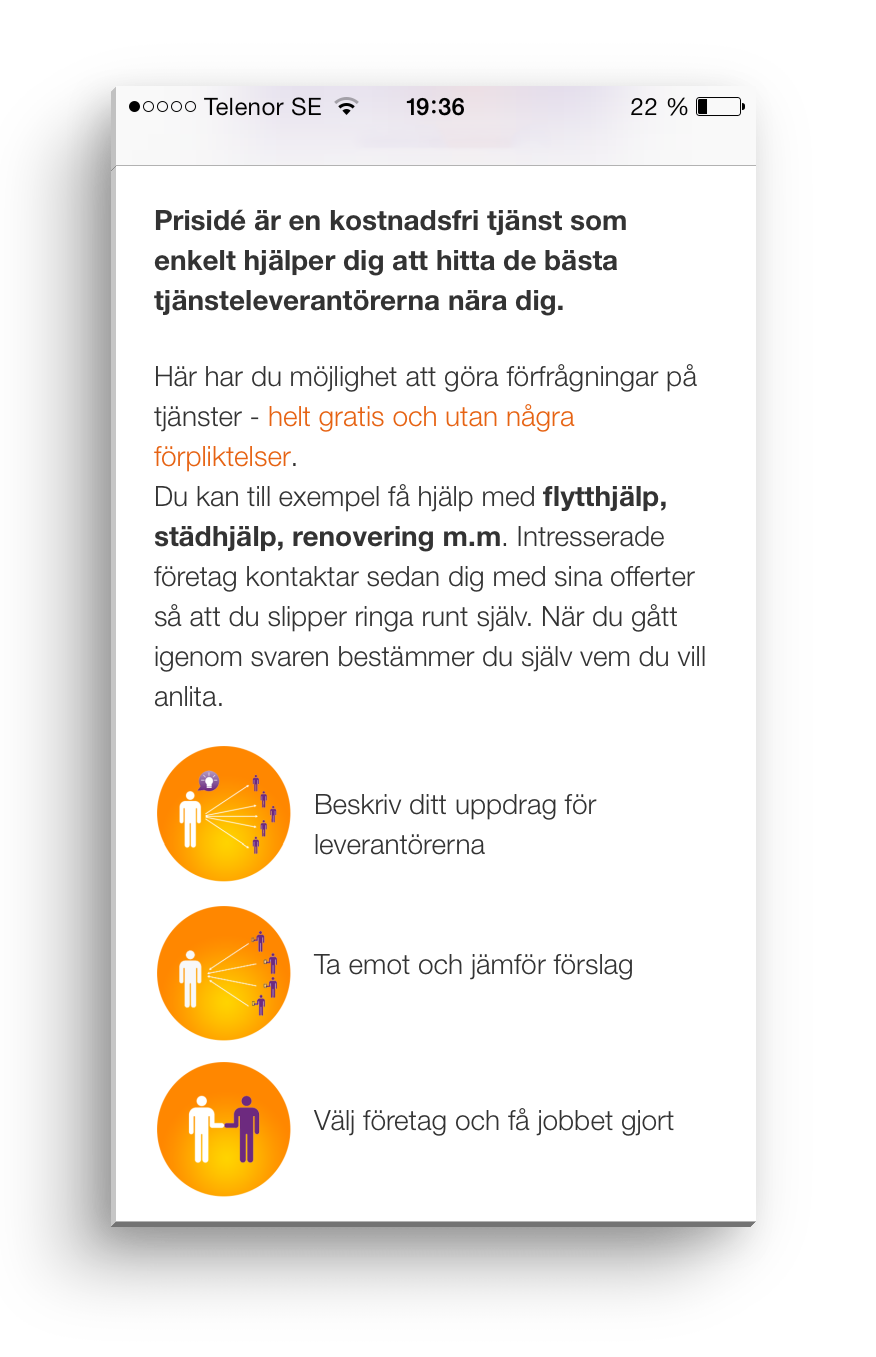 Telenor SE 19:36 22 %
Prisidé är en kostnadsfri tjänst som
enkelt hjälper dig att hitta de bästa
tjänsteleverantörerna nära dig.
Här har du möjlighet att göra förfrågningar på
tjänster - helt gratis och utan några
förpliktelser.
Du kan till exempel få hjälp med flytthjälp,
städhjälp, renovering m.m. Intresserade
företag kontaktar sedan dig med sina offerter
så att du slipper ringa runt själv. När du gått
igenom svaren bestämmer du själv vem du vill
anlita.
Beskriv ditt uppdrag för
leverantörerna
Ta emot och jämför förslag
Välj företag och få jobbet gjort